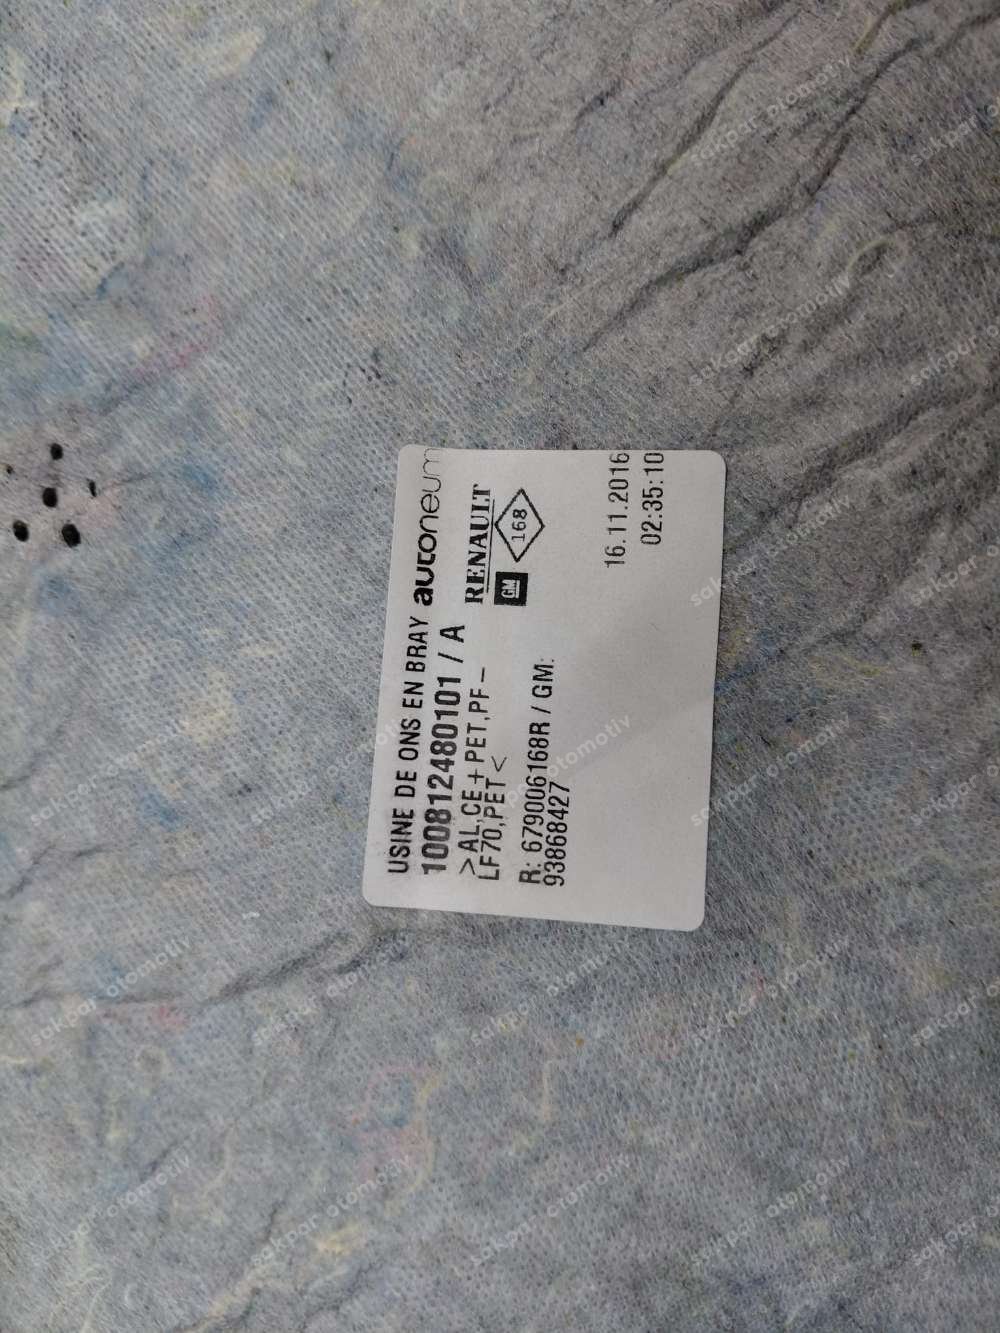 USINE DE ONS EN BRAY autoneum
100812480101 / A
>AL,CE+PET,PF-
LF70,PET<
RENAULT
GM
168
R: 679006168R / GM:
93868427
16.11.2016
02:35:10
sakpar otomotiv